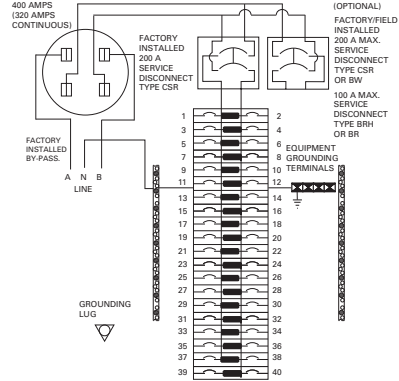 400 AMPS
(320 AMPS
CONTINUOUS)
(OPTIONAL)
FACTORY/FIELD
INSTALLED
200 A MAX.
SERVICE
DISCONNECT
TYPE CSR
OR BW
100 A MAX.
SERVICE
DISCONNECT
TYPE BRH
OR BR
FACTORY
INSTALLED
200 A
SERVICE
DISCONNECT
TYPE CSR
FACTORY
INSTALLED
BY-PASS.
A N B
LINE
EQUIPMENT
GROUNDING
TERMINALS
1 2
3 4
5 6
7 8
9 10
11 12
13 14
15 16
17 18
19 20
21 22
23 24
25 26
27 28
29 30
31 32
33 34
35 36
37 38
39 40
GROUNDING
LUG